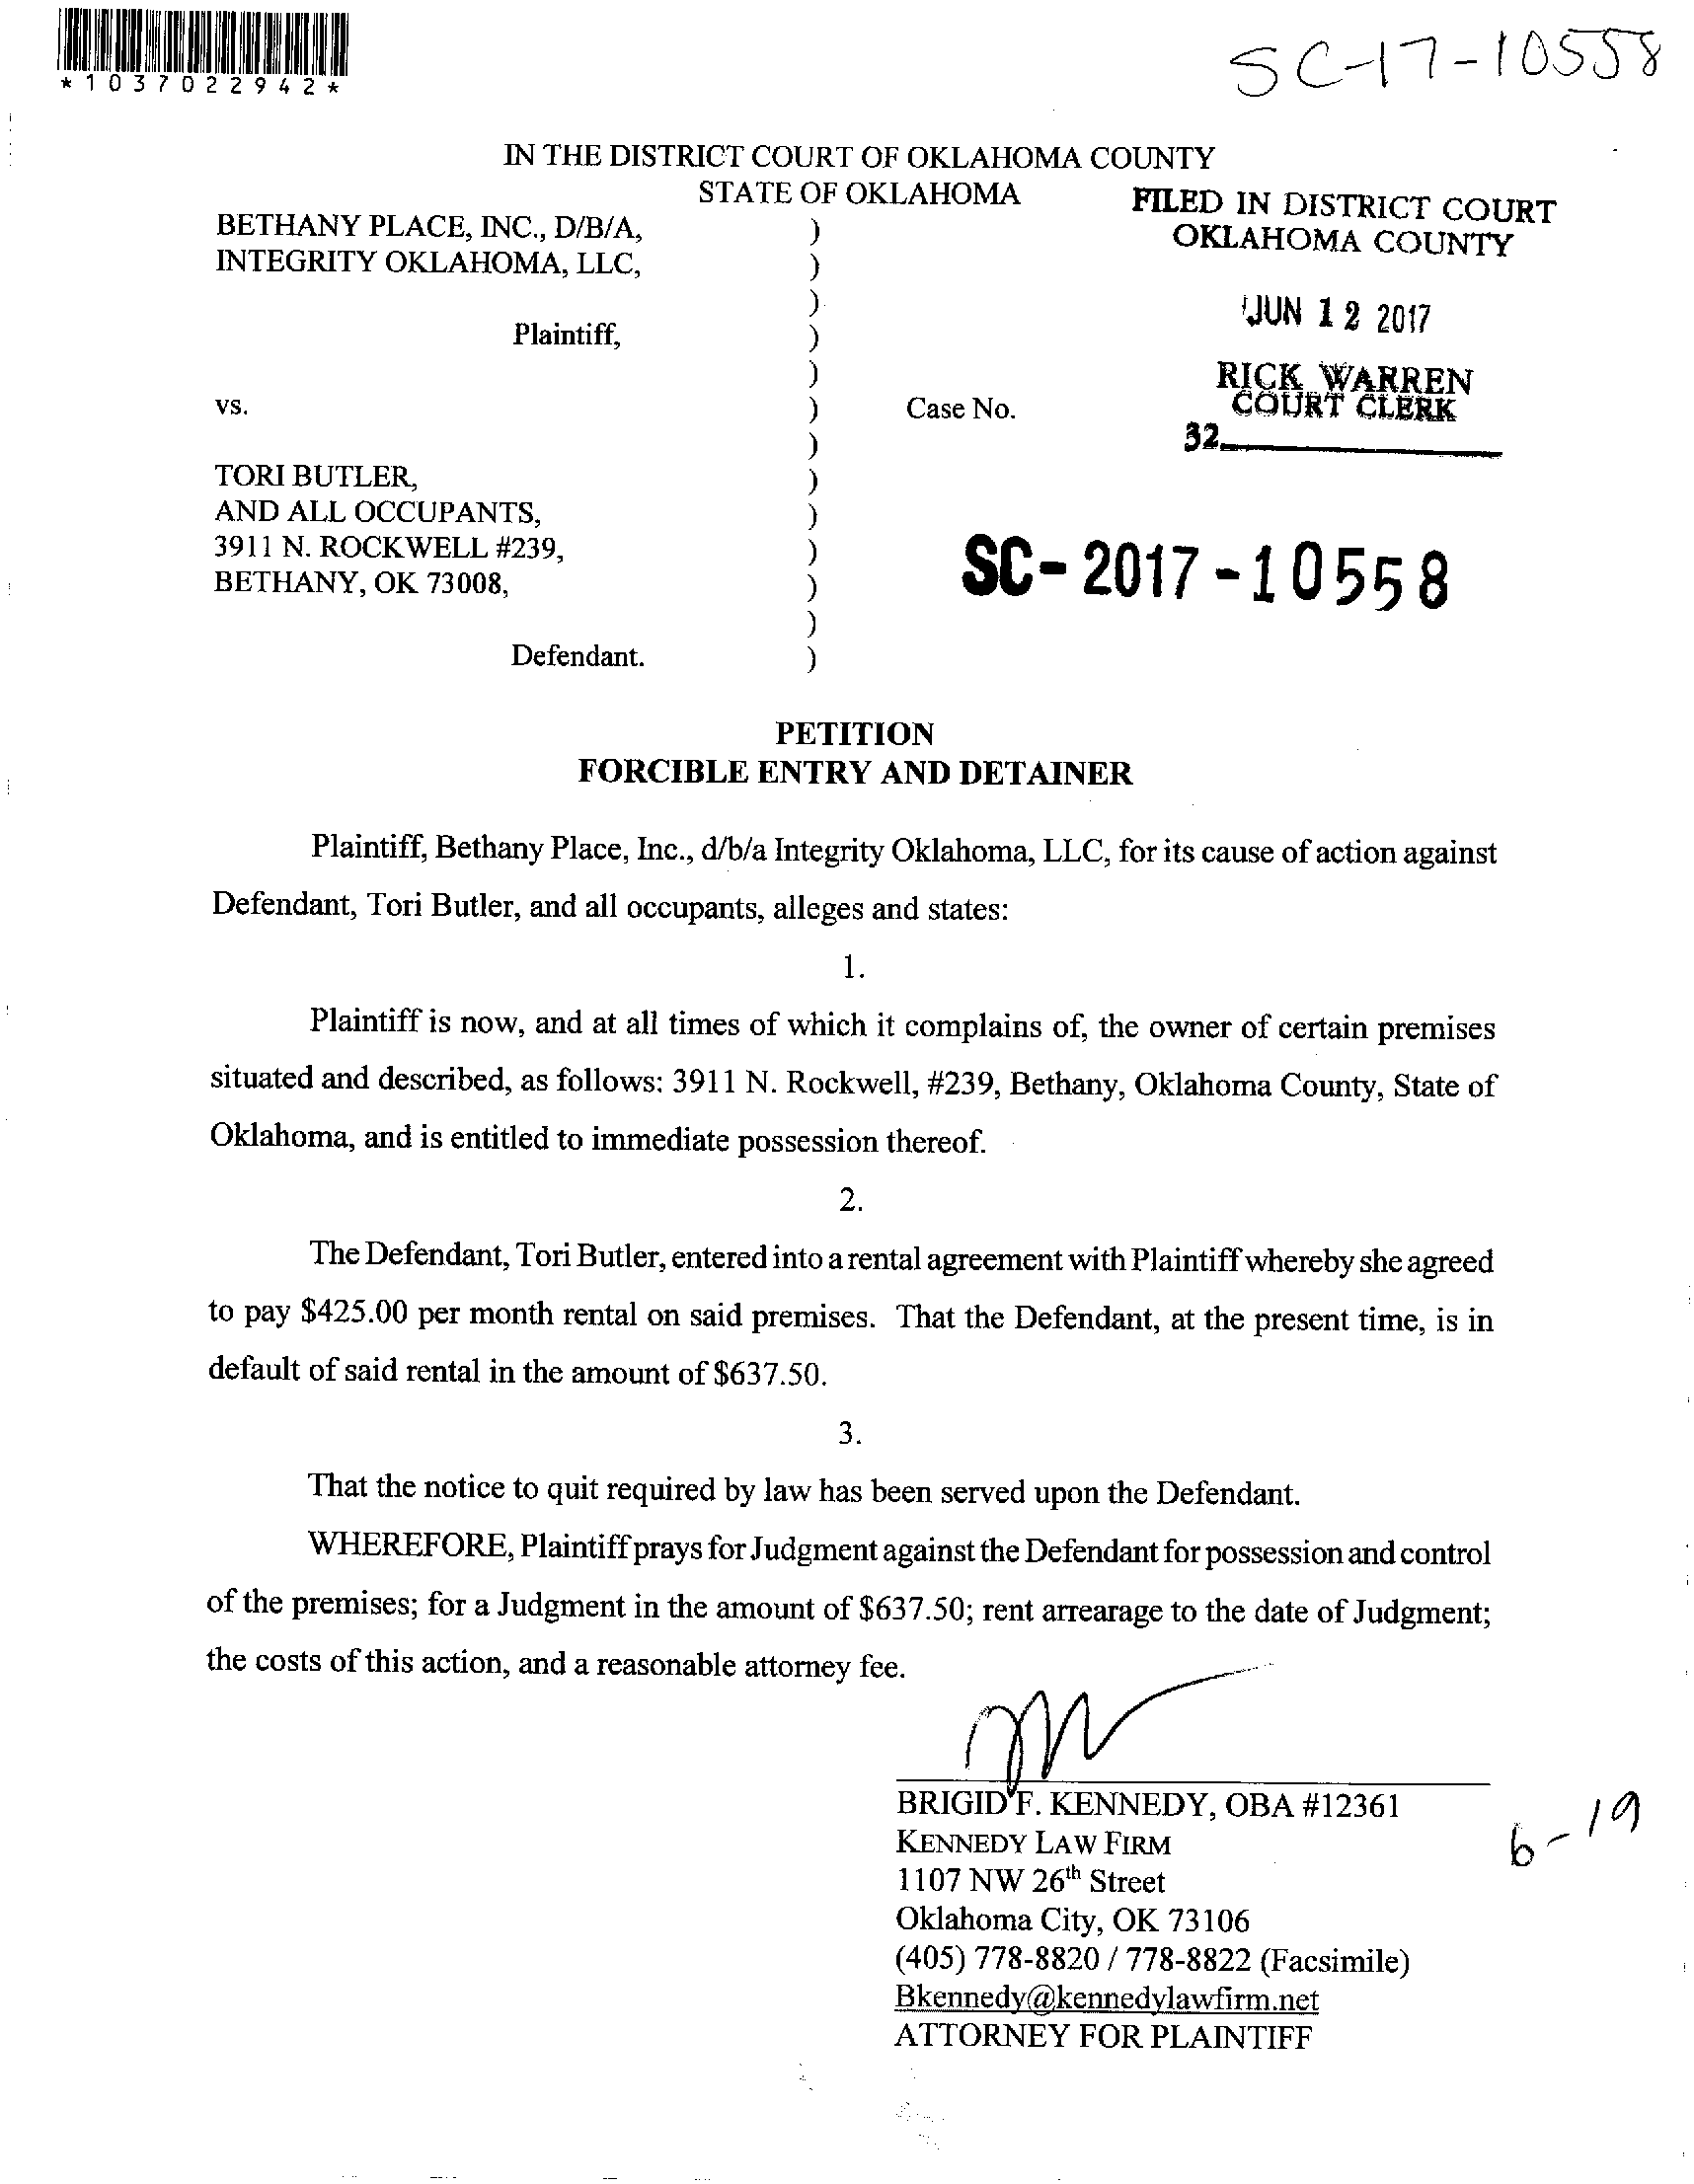 *1037022942*
SC-17-10558
IN THE DISTRICT COURT OF OKLAHOMA COUNTY
STATE OF OKLAHOMA
FILED IN DISTRICT COURT
OKLAHOMA COUNTY
JUN 12 2017
RICK WARREN
COURT CLERK
32
BETHANY PLACE, INC., D/B/A, )
INTEGRITY OKLAHOMA, LLC, )
)
Plaintiff, )
)
vs. ) Case No.
)
TORI BUTLER, )
AND ALL OCCUPANTS, )
3911 N. ROCKWELL #239, )
BETHANY, OK 73008, )
)
Defendant. )
SC-2017-10558
PETITION
FORCIBLE ENTRY AND DETAINER
Plaintiff, Bethany Place, Inc., d/b/a Integrity Oklahoma, LLC, for its cause of action against
Defendant, Tori Butler, and all occupants, alleges and states:
1.
Plaintiff is now, and at all times of which it complains of, the owner of certain premises
situated and described, as follows: 3911 N. Rockwell, #239, Bethany, Oklahoma County, State of
Oklahoma, and is entitled to immediate possession thereof.
2.
The Defendant, Tori Butler, entered into a rental agreement with Plaintiff whereby she agreed
to pay $425.00 per month rental on said premises. That the Defendant, at the present time, is in
default of said rental in the amount of $637.50.
3.
That the notice to quit required by law has been served upon the Defendant.
WHEREFORE, Plaintiff prays for Judgment against the Defendant for possession and control
of the premises; for a Judgment in the amount of $637.50; rent arrearage to the date of Judgment;
the costs of this action, and a reasonable attorney fee.
BRIGID F. KENNEDY, OBA #12361
KENNEDY LAW FIRM
1107 NW 26th Street
Oklahoma City, OK 73106
(405) 778-8820 / 778-8822 (Facsimile)
Bkennedy@kennedylawfirm.net
ATTORNEY FOR PLAINTIFF
6-19